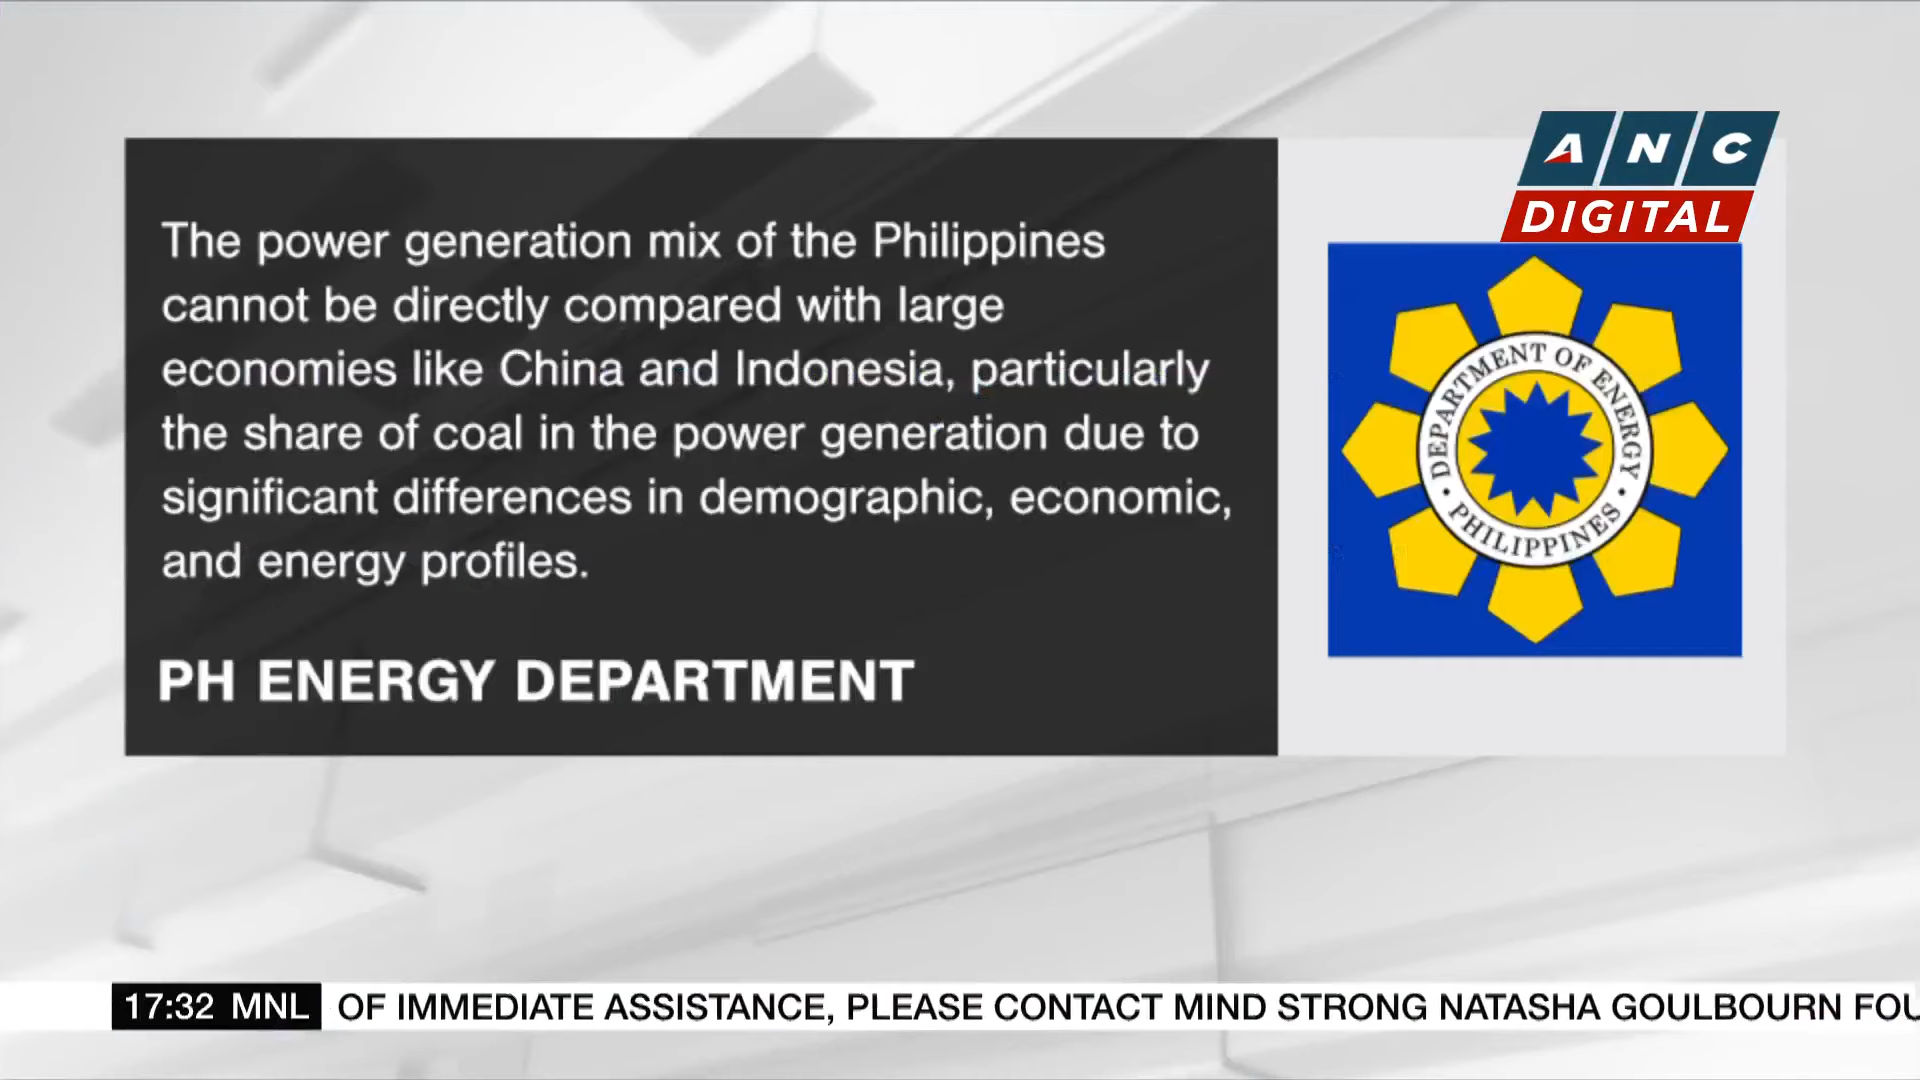 ANC
DIGITAL
The power generation mix of the Philippines
cannot be directly compared with large
economies like China and Indonesia, particularly
the share of coal in the power generation due to
significant differences in demographic, economic,
and energy profiles.
PH ENERGY DEPARTMENT
DEPARTMENT OF ENERGY
PHILIPPINES
17:32 MNL OF IMMEDIATE ASSISTANCE, PLEASE CONTACT MIND STRONG NATASHA GOULBOURN